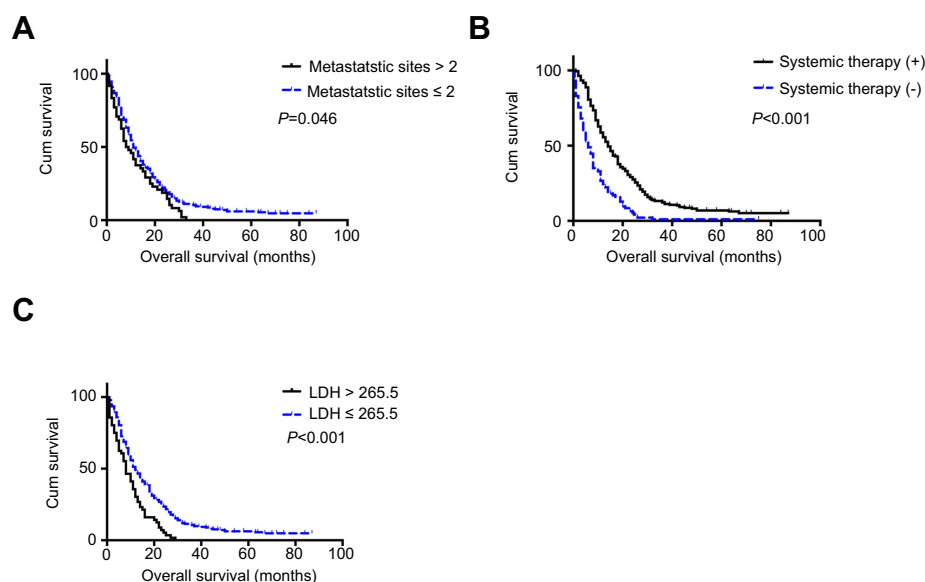 A
Cum survival
100
50
0
0 20 40 60 80 100
Overall survival (months)
Metastatstic sites > 2
Metastatstic sites ≤ 2
P=0.046
B
Cum survival
100
50
0
0 20 40 60 80 100
Overall survival (months)
Systemic therapy (+)
Systemic therapy (-)
P<0.001
C
Cum survival
100
50
0
0 20 40 60 80 100
Overall survival (months)
LDH > 265.5
LDH ≤ 265.5
P<0.001